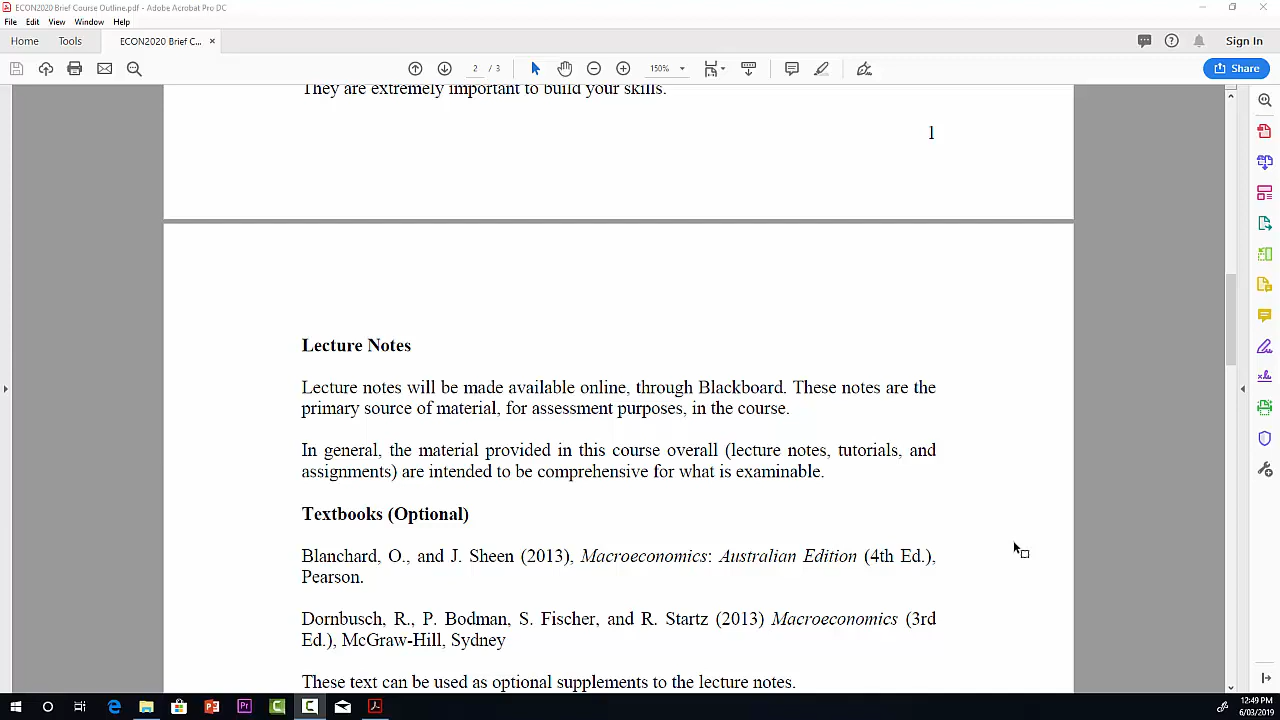 ECON2020 Brief Course Outline.pdf - Adobe Acrobat Pro DC
File Edit View Window Help
Home Tools ECON2020 Brief C... × Sign In
2 / 3 150% Share
They are extremely important to build your skills.
1
Lecture Notes
Lecture notes will be made available online, through Blackboard. These notes are the
primary source of material, for assessment purposes, in the course.
In general, the material provided in this course overall (lecture notes, tutorials, and
assignments) are intended to be comprehensive for what is examinable.
Textbooks (Optional)
Blanchard, O., and J. Sheen (2013), Macroeconomics: Australian Edition (4th Ed.),
Pearson.
Dornbusch, R., P. Bodman, S. Fischer, and R. Startz (2013) Macroeconomics (3rd
Ed.), McGraw-Hill, Sydney
These text can be used as optional supplements to the lecture notes.
12:49 PM
6/03/2019